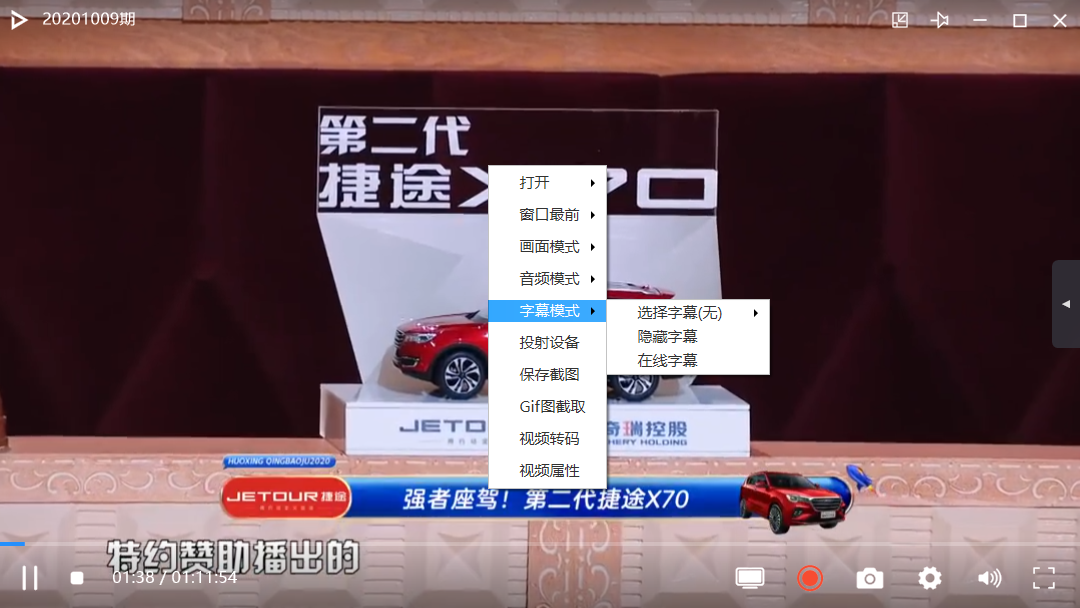 20201009期
第二代
捷途X70
打开
窗口最前
画面模式
音频模式
字幕模式
选择字幕(无)
隐藏字幕
在线字幕
投射设备
保存截图
Gif图截取
视频转码
视频属性
JETO
奇瑞控股
HERY HOLDING
HUOXING QINGBAOJU2020
JETOUR捷途
强者座驾！第二代捷途X70
特约赞助播出的
01:38 / 01:11:54